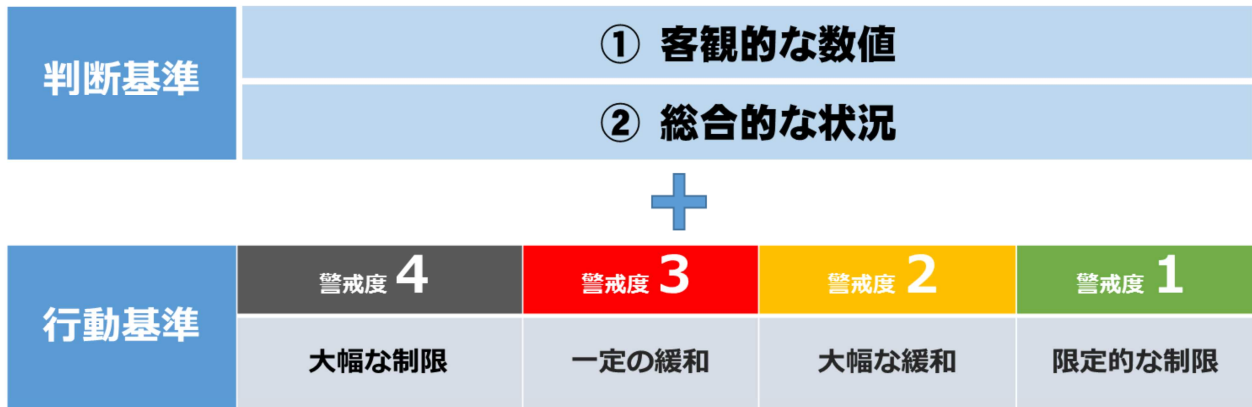 判断基準
① 客観的な数値
② 総合的な状況
行動基準
警戒度 4
警戒度 3
警戒度 2
警戒度 1
大幅な制限
一定の緩和
大幅な緩和
限定的な制限